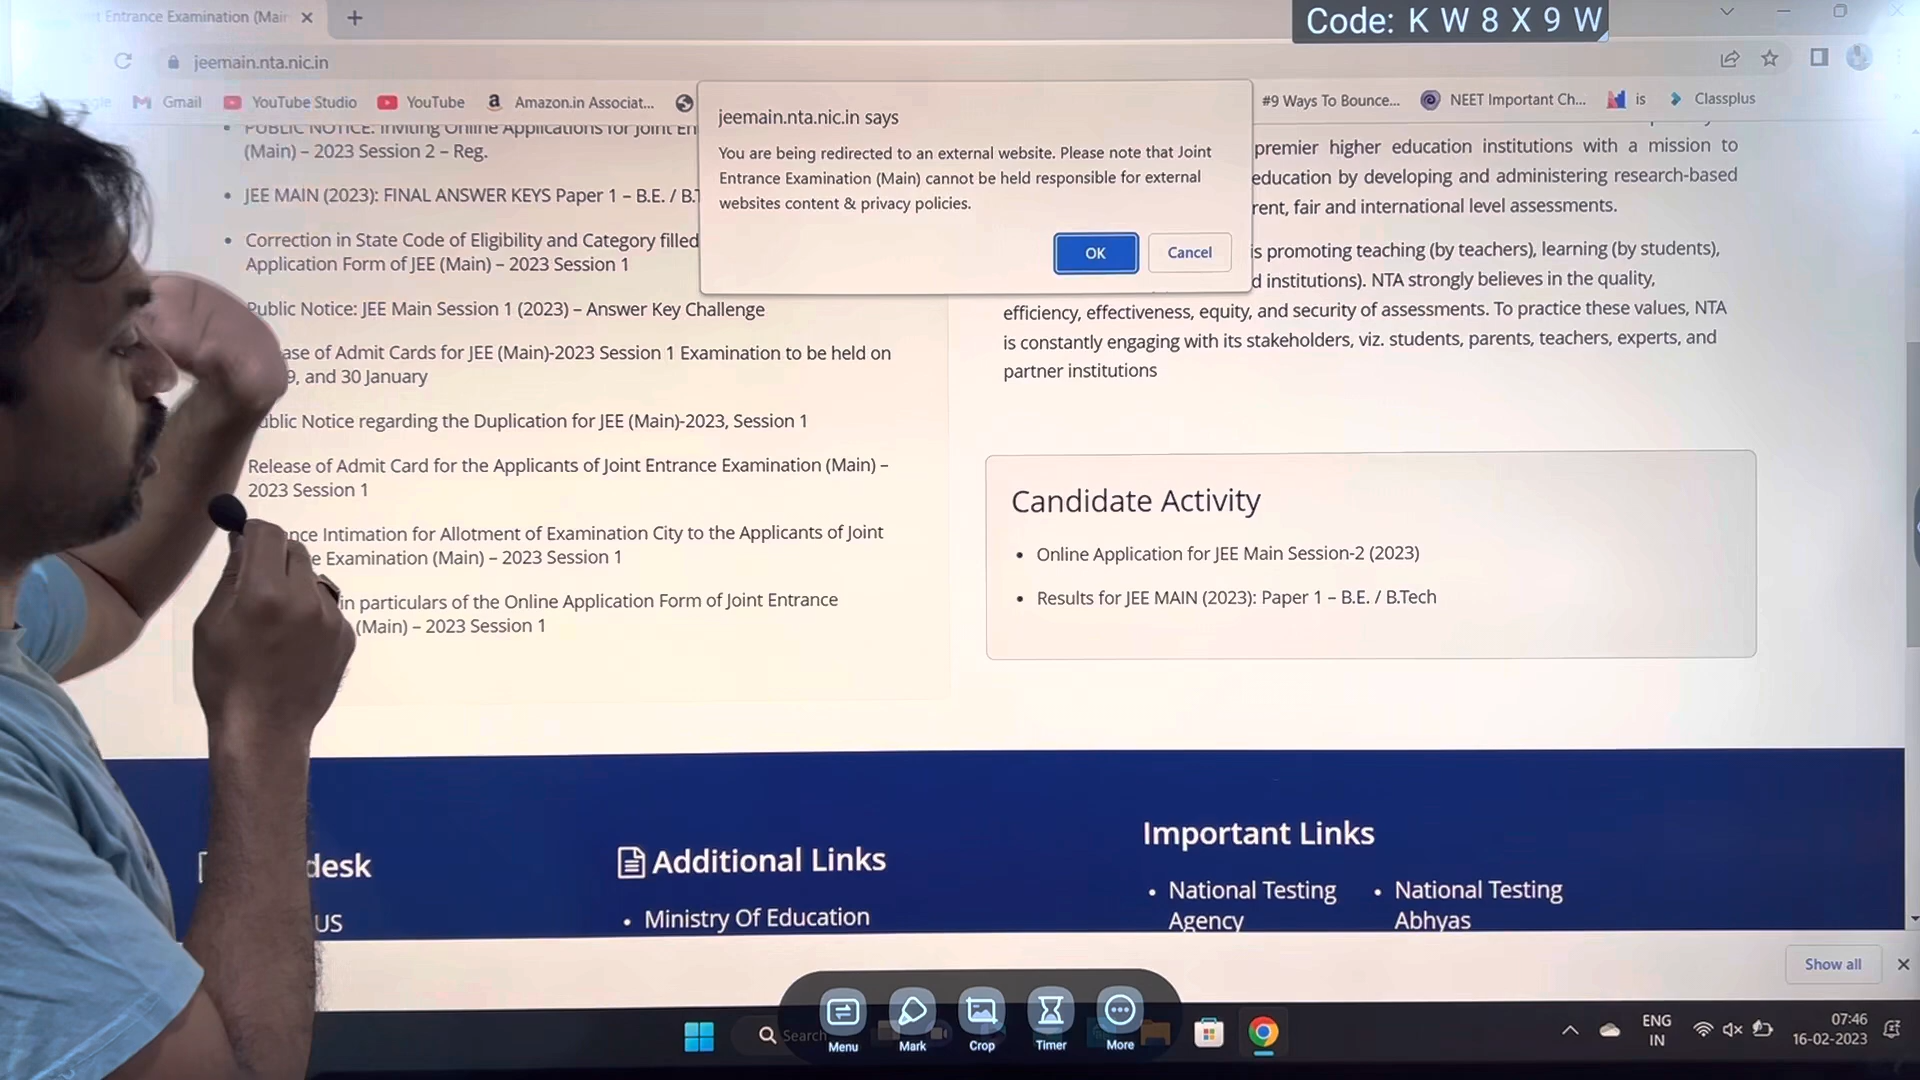 t Entrance Examination (Mair
Code: K W 8 X 9 W
jeemain.nta.nic.in
Gmail
YouTube Studio
YouTube
Amazon.in Associat...
#9 Ways To Bounce...
NEET Important Ch...
is
Classplus
PUBLIC NOTICE: Inviting Online Applications for Joint En
(Main) – 2023 Session 2 – Reg.
JEE MAIN (2023): FINAL ANSWER KEYS Paper 1 – B.E. / B.T
Correction in State Code of Eligibility and Category filled
Application Form of JEE (Main) – 2023 Session 1
Public Notice: JEE Main Session 1 (2023) – Answer Key Challenge
ase of Admit Cards for JEE (Main)-2023 Session 1 Examination to be held on
9, and 30 January
ublic Notice regarding the Duplication for JEE (Main)-2023, Session 1
Release of Admit Card for the Applicants of Joint Entrance Examination (Main) –
2023 Session 1
nce Intimation for Allotment of Examination City to the Applicants of Joint
e Examination (Main) – 2023 Session 1
in particulars of the Online Application Form of Joint Entrance
(Main) – 2023 Session 1
jeemain.nta.nic.in says
You are being redirected to an external website. Please note that Joint
Entrance Examination (Main) cannot be held responsible for external
websites content & privacy policies.
OK
Cancel
premier higher education institutions with a mission to
education by developing and administering research-based
rent, fair and international level assessments.
s promoting teaching (by teachers), learning (by students),
d institutions). NTA strongly believes in the quality,
efficiency, effectiveness, equity, and security of assessments. To practice these values, NTA
is constantly engaging with its stakeholders, viz. students, parents, teachers, experts, and
partner institutions
Candidate Activity
Online Application for JEE Main Session-2 (2023)
Results for JEE MAIN (2023): Paper 1 – B.E. / B.Tech
desk
US
Additional Links
Ministry Of Education
Important Links
National Testing
Agency
National Testing
Abhyas
Show all
Search
Menu
Mark
Crop
Timer
More
ENG
IN
07:46
16-02-2023